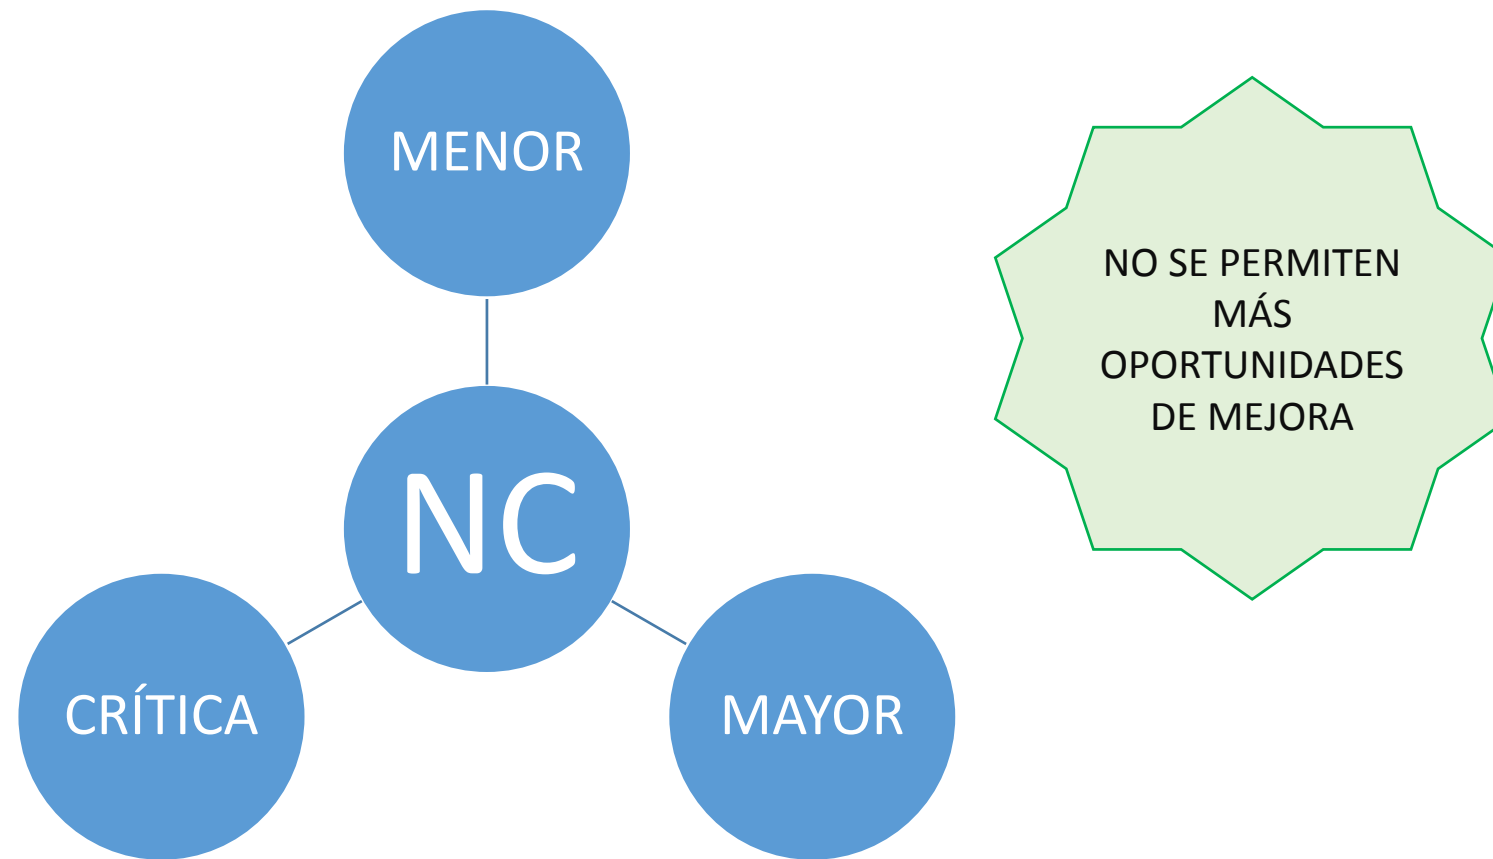 MENOR
NC
CRÍTICA
MAYOR
NO SE PERMITEN
MÁS
OPORTUNIDADES
DE MEJORA